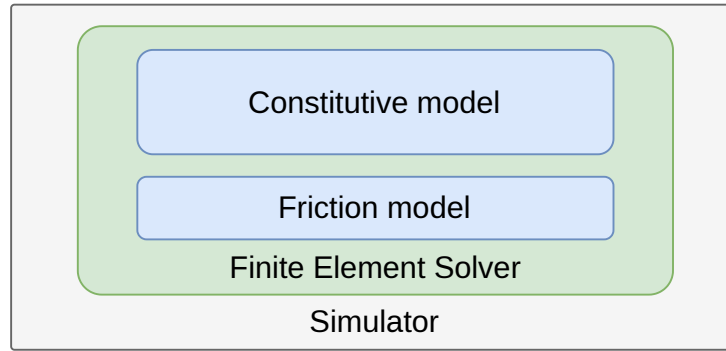 Constitutive model
Friction model
Finite Element Solver
Simulator